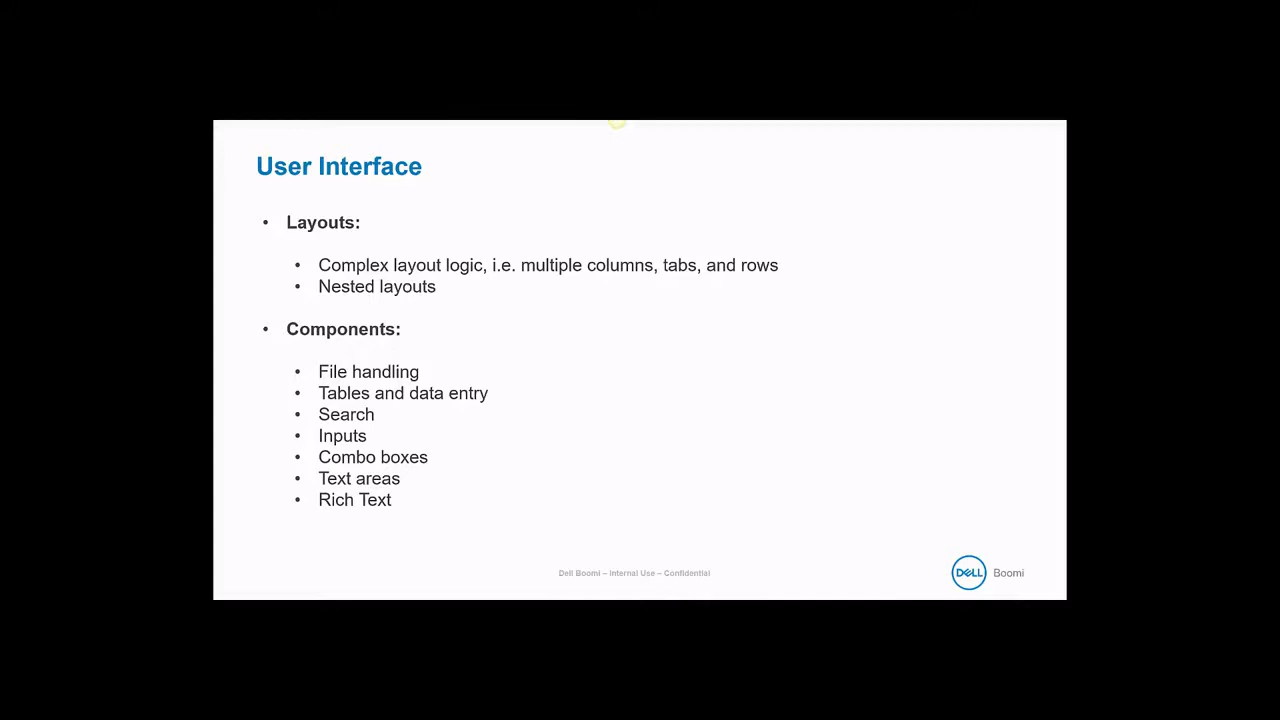 User Interface
• Layouts:
• Complex layout logic, i.e. multiple columns, tabs, and rows
• Nested layouts
• Components:
• File handling
• Tables and data entry
• Search
• Inputs
• Combo boxes
• Text areas
• Rich Text
Dell Boomi – Internal Use – Confidential
DELL Boomi